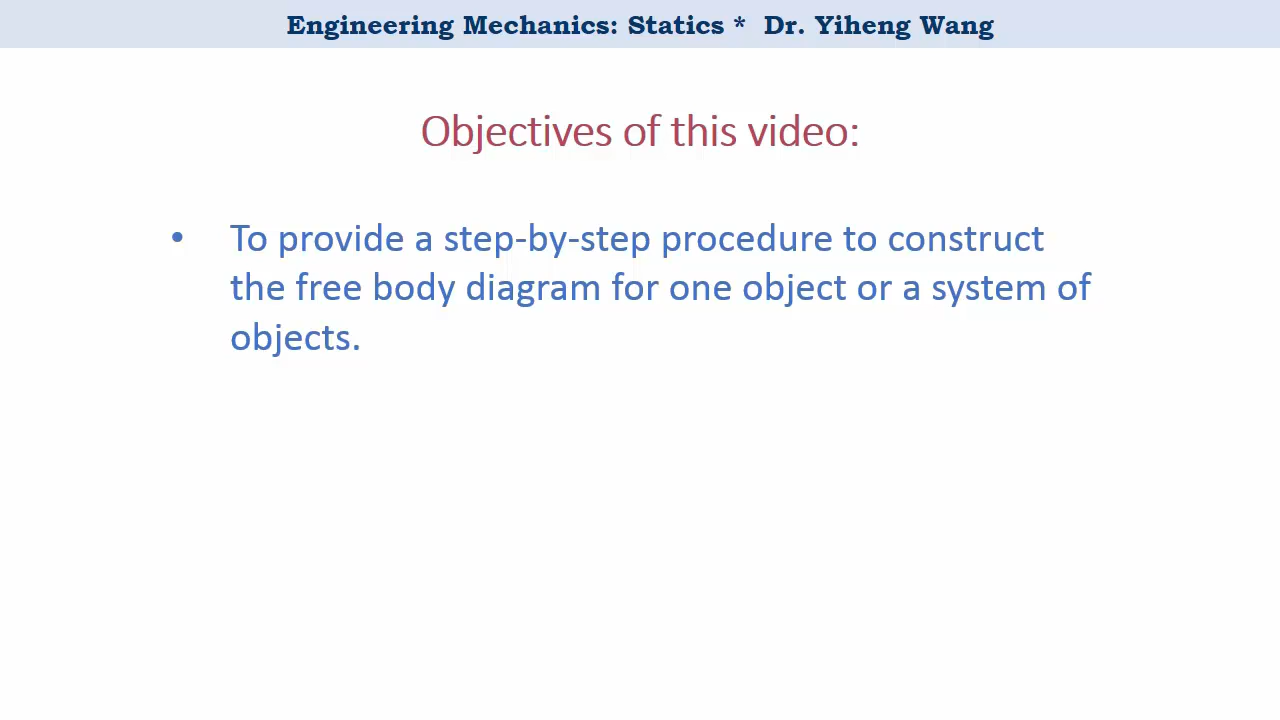 Engineering Mechanics: Statics * Dr. Yiheng Wang
Objectives of this video:
• To provide a step-by-step procedure to construct
the free body diagram for one object or a system of
objects.